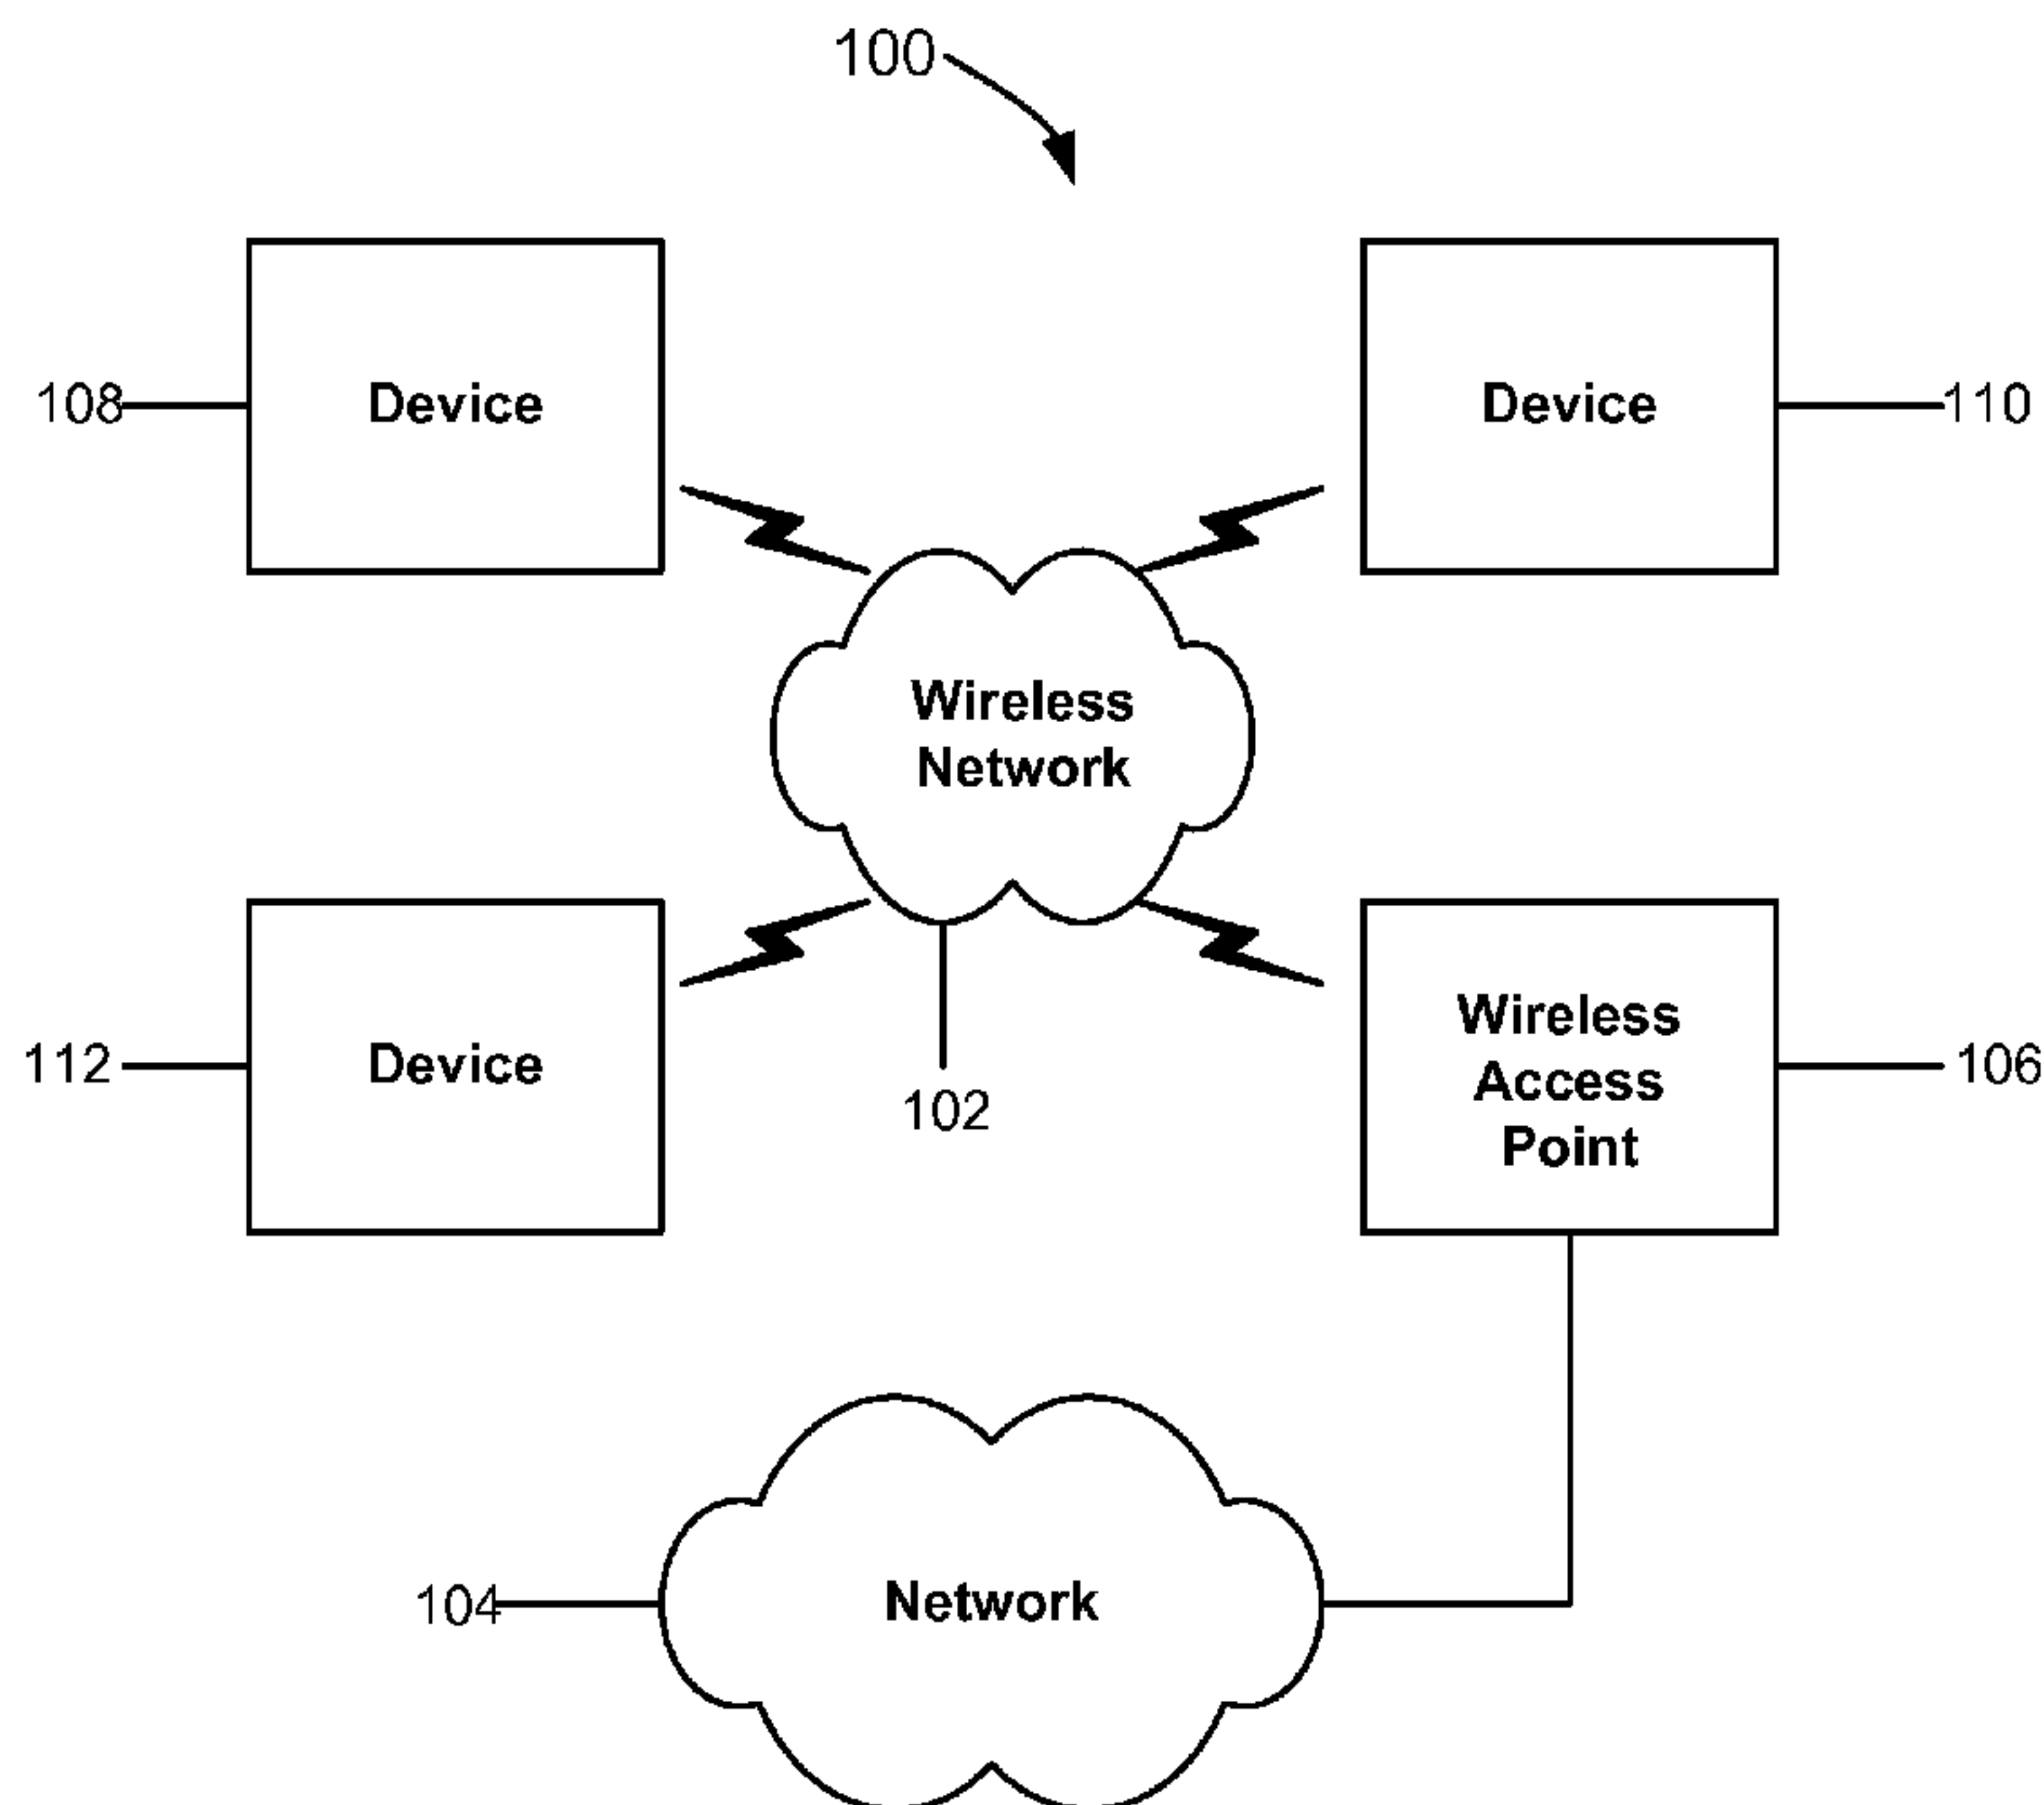 100
108
Device
Device
110
Wireless
Network
112
Device
102
Wireless
Access
Point
106
104
Network